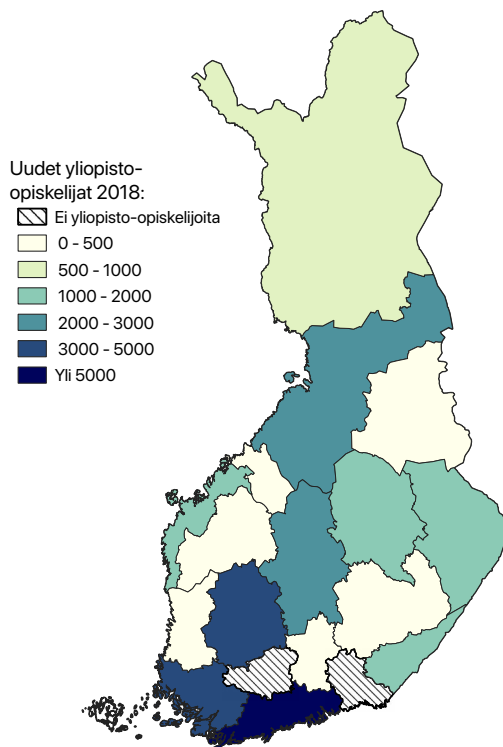 Uudet yliopisto-
opiskelijat 2018:
Ei yliopisto-opiskelijoita
0 - 500
500 - 1000
1000 - 2000
2000 - 3000
3000 - 5000
Yli 5000